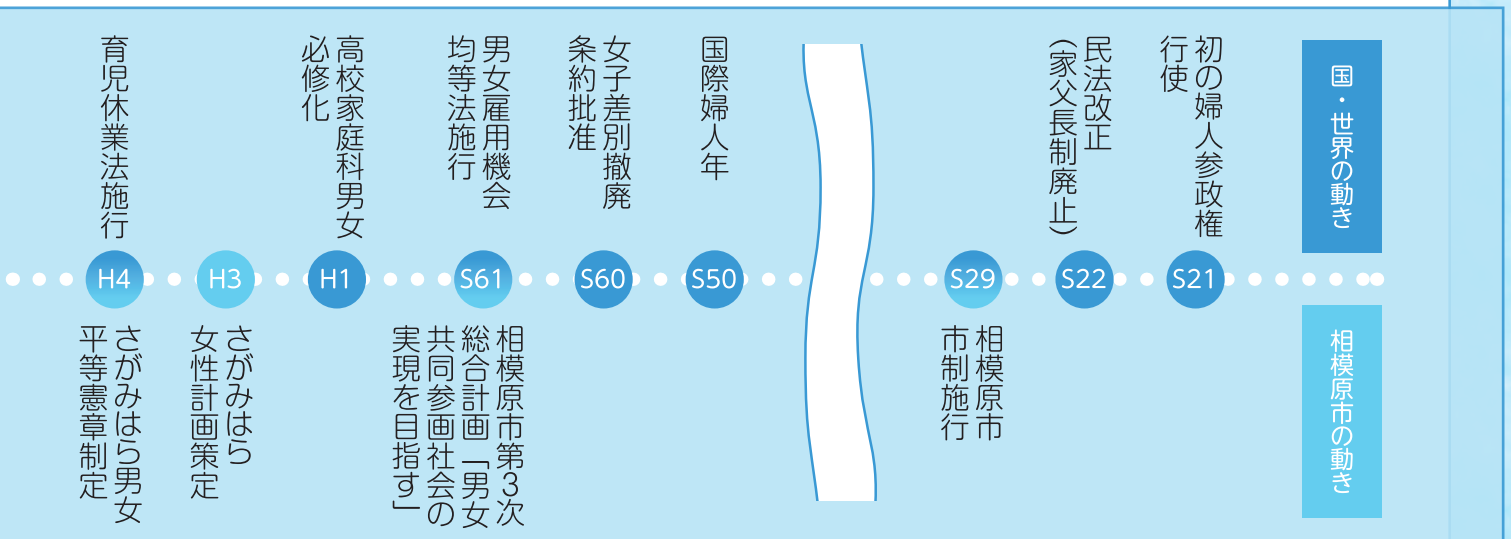 国・世界の動き
初の婦人参政権
行使
民法改正
(家父長制廃止)
国際婦人年
女子差別撤廃
条約批准
男女雇用機会
均等法施行
高校家庭科男女
必修化
育児休業法施行
S21
S22
S29
S50
S60
S61
H1
H3
H4
相模原市の動き
相模原市
市制施行
相模原市第3次
総合計画「男女
共同参画社会の
実現を目指す」
さがみはら
女性計画策定
さがみはら男女
平等憲章制定